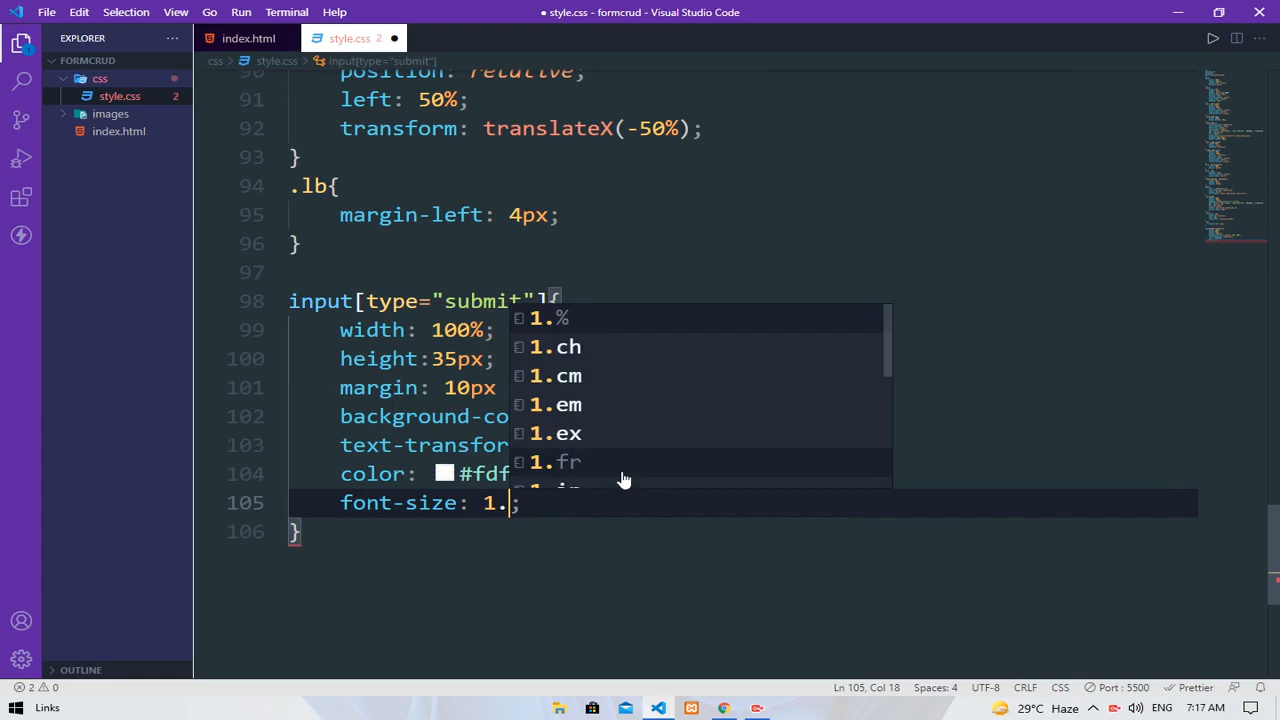 File Edit Selection View Go Run Terminal Help
● style.css - formcrud - Visual Studio Code
EXPLORER
FORMCRUD
css
style.css 2
images
index.html
OUTLINE
index.html
style.css 2
css > style.css > input[type="submit"]
90 position:
91 left: 50%;
92 transform: translateX(-50%);
93 }
94 .lb{
95 margin-left: 4px;
96 }
97
98 input[type="submit"]{
99 width: 100%;
100 height:35px;
101 margin: 10px
102 background-co
103 text-transfor
104 color: #fdf
105 font-size: 1.;
106 }
1.%
1.ch
1.cm
1.em
1.ex
1.fr
2 0
Ln 105, Col 18 Spaces: 4 UTF-8 CRLF CSS Port : 5500 Prettier
Links
29°C Haze ENG 7:17 AM